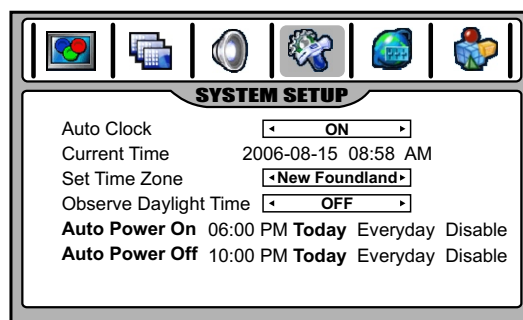 SYSTEM SETUP
Auto Clock ON
Current Time 2006-08-15 08:58 AM
Set Time Zone New Foundland
Observe Daylight Time OFF
Auto Power On 06:00 PM Today Everyday Disable
Auto Power Off 10:00 PM Today Everyday Disable